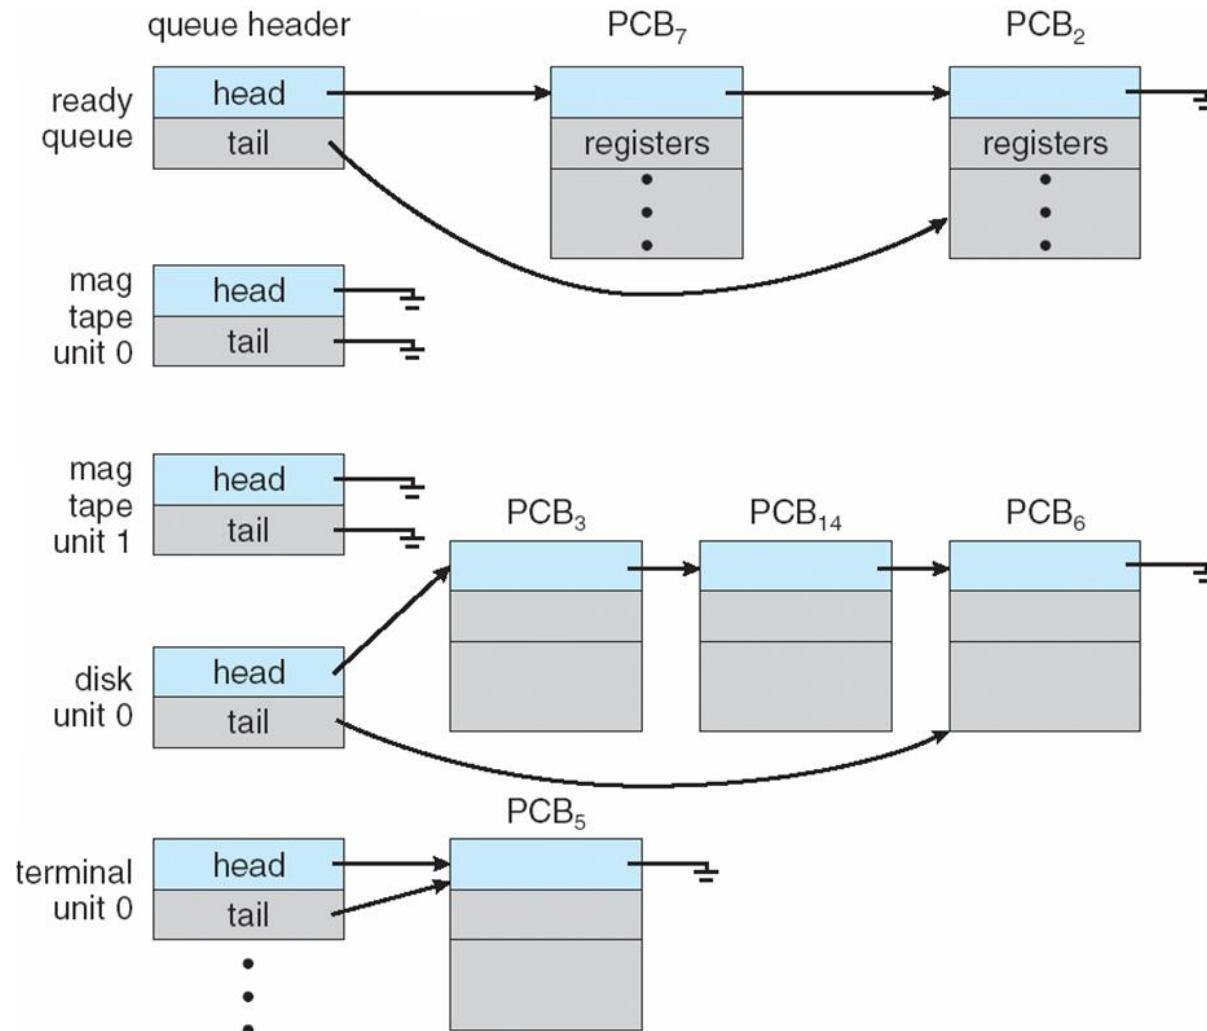 queue header
PCB₇
PCB₂
ready
queue
head
tail
registers
registers
mag
tape
unit 0
head
tail
mag
tape
unit 1
head
tail
PCB₃
PCB₁₄
PCB₆
disk
unit 0
head
tail
PCB₅
terminal
unit 0
head
tail